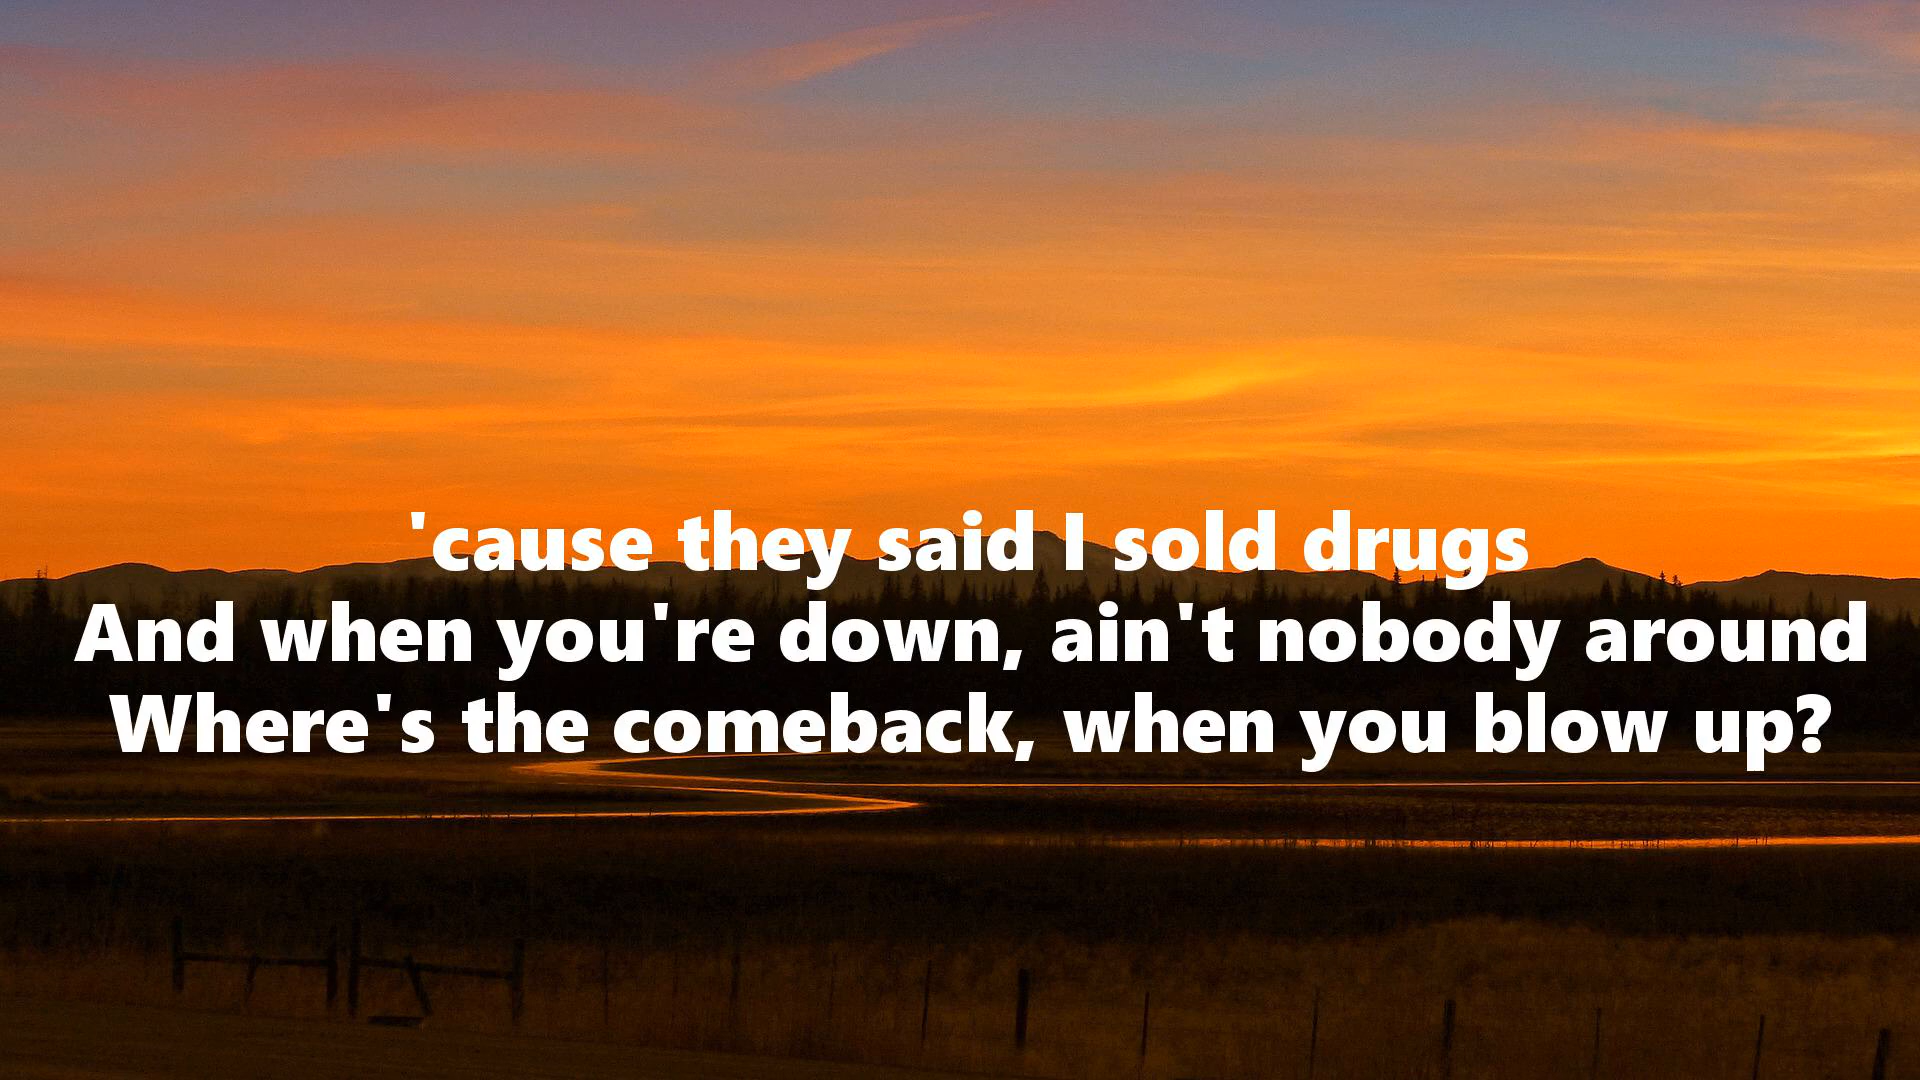 'cause they said I sold drugs
And when you're down, ain't nobody around
Where's the comeback, when you blow up?